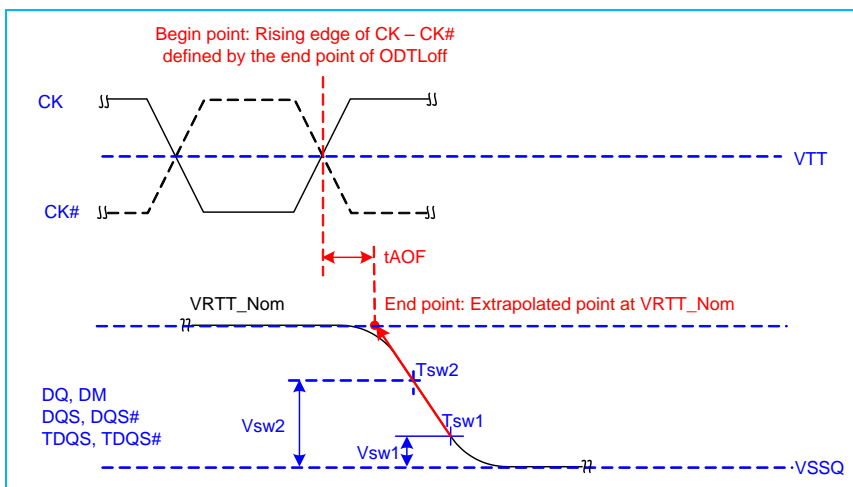 Begin point: Rising edge of CK – CK#
defined by the end point of ODTLoff
CK
VTT
CK#
tAOF
VRTT_Nom
End point: Extrapolated point at VRTT_Nom
Tsw2
DQ, DM
DQS, DQS#
TDQS, TDQS#
Vsw2
Tsw1
Vsw1
VSSQ